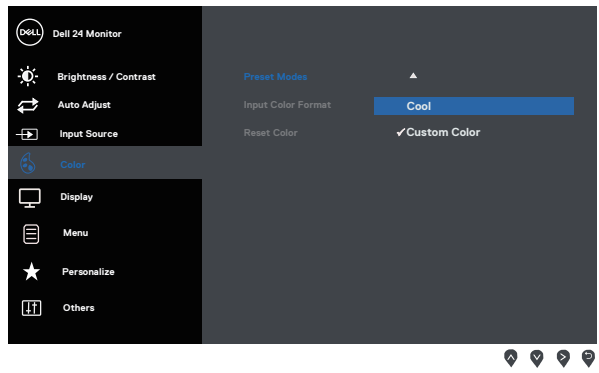 DELL
Dell 24 Monitor
Brightness / Contrast
Auto Adjust
Input Source
Color
Display
Menu
Personalize
Others
Preset Modes
Input Color Format
Reset Color
Cool
✓Custom Color